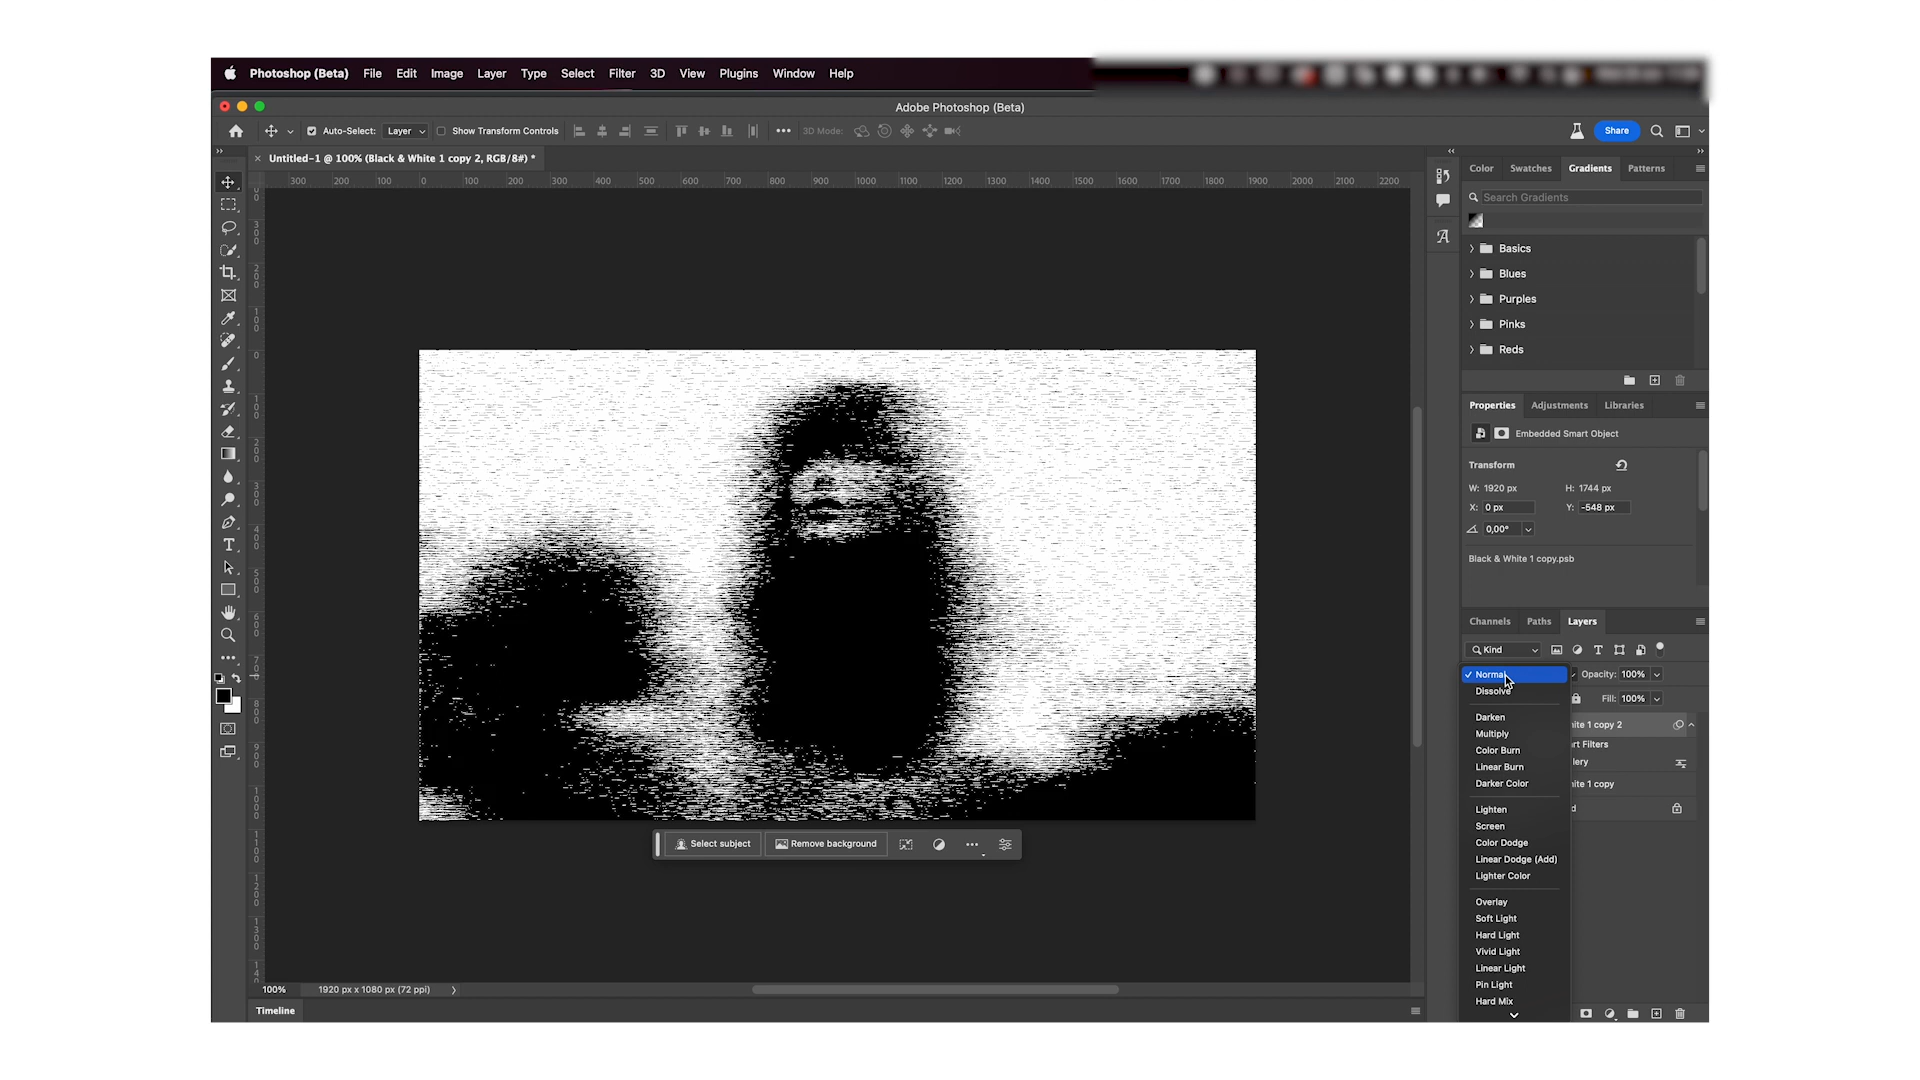 Photoshop (Beta) File Edit Image Layer Type Select Filter 3D View Plugins Window Help
Adobe Photoshop (Beta)
Auto-Select: Layer Show Transform Controls 3D Mode: Share
Untitled-1 @ 100% (Black & White 1 copy 2, RGB/8#) *
300 200 100 0 100 200 300 400 500 600 700 800 900 1000 1100 1200 1300 1400 1500 1600 1700 1800 1900 2000 2100 2200
Color Swatches Gradients Patterns
Search Gradients
Basics
Blues
Purples
Pinks
Reds
Properties Adjustments Libraries
Embedded Smart Object
Transform
W: 1920 px H: 1744 px
X: 0 px Y: -548 px
0,00°
Black & White 1 copy.psb
Channels Paths Layers
Kind
Normal Opacity: 100%
Dissolve
Fill: 100%
Darken
ite 1 copy 2
Multiply
rt Filters
Color Burn
lery
Linear Burn
Darker Color
ite 1 copy
Lighten
d
Screen
Color Dodge
Linear Dodge (Add)
Lighter Color
Overlay
Soft Light
Hard Light
Vivid Light
Linear Light
Pin Light
Hard Mix
Select subject Remove background
100% 1920 px x 1080 px (72 ppi)
Timeline